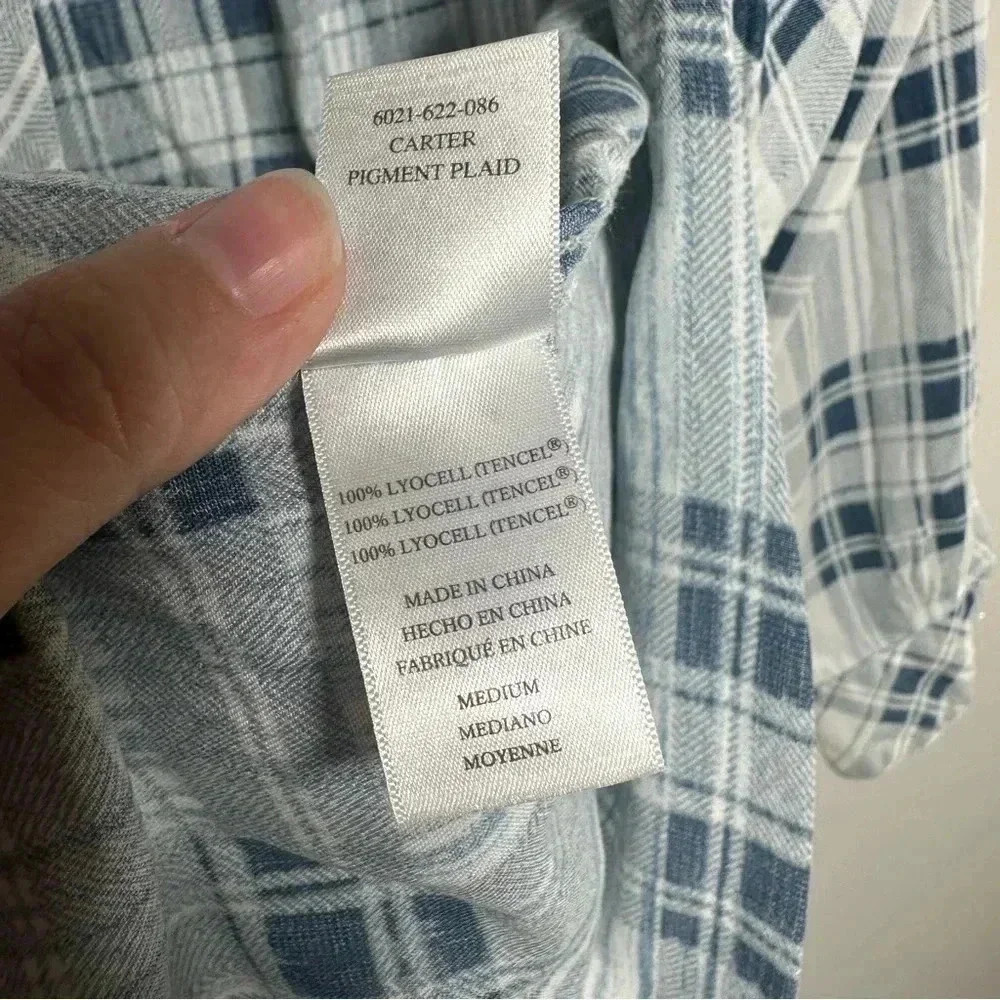 6021-622-086
CARTER
PIGMENT PLAID
100% LYOCELL (TENCEL®)
100% LYOCELL (TENCEL®)
100% LYOCELL (TENCEL®)
MADE IN CHINA
HECHO EN CHINA
FABRIQUÉ EN CHINE
MEDIUM
MEDIANO
MOYENNE